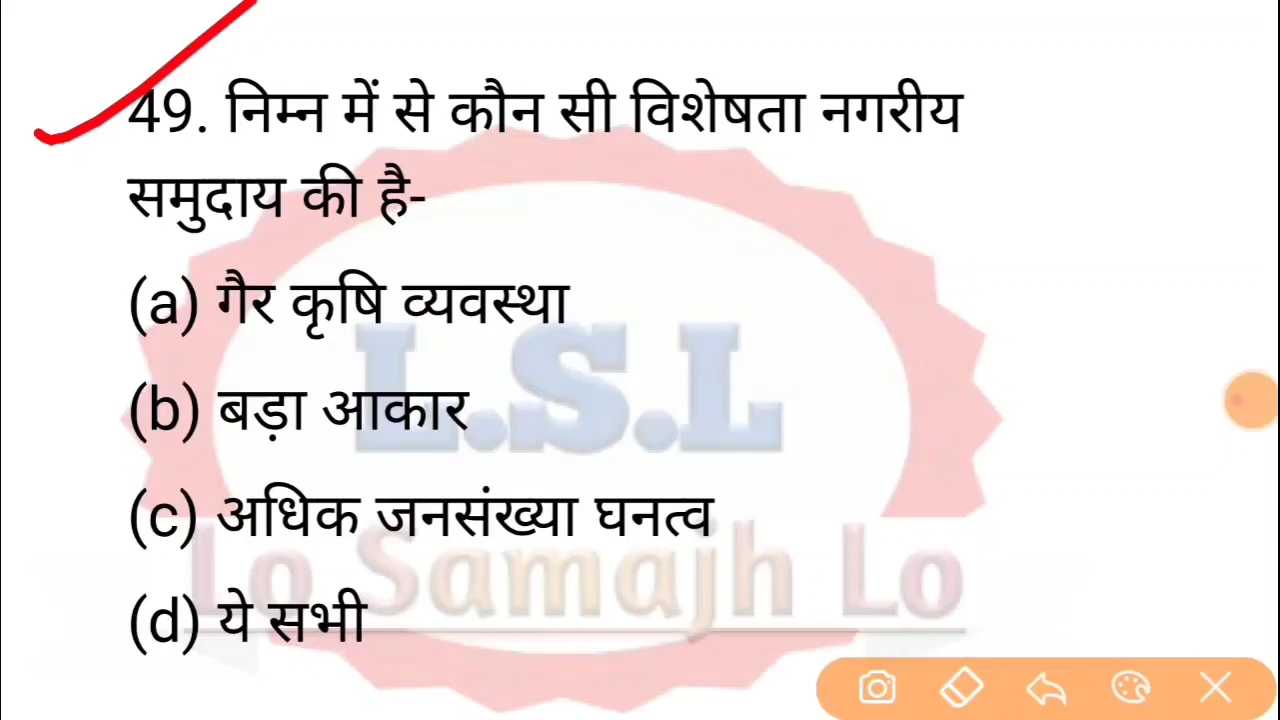 49. निम्न में से कौन सी विशेषता नगरीय
समुदाय की है-
(a) गैर कृषि व्यवस्था
(b) बड़ा आकार
L.S.L
(c) अधिक जनसंख्या घनत्व
Lo Samajh Lo
(d) ये सभी